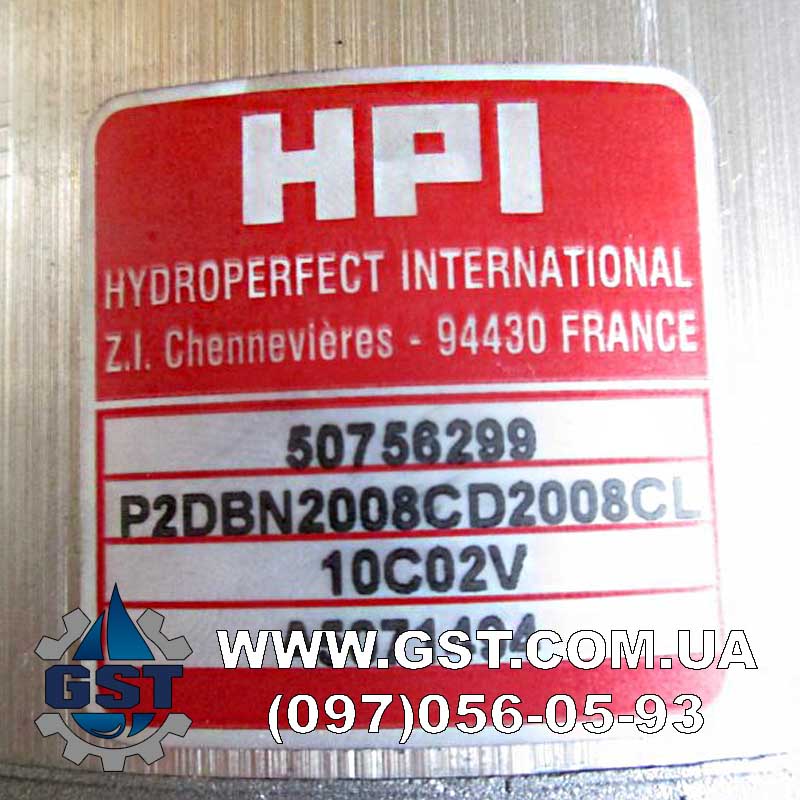 HPI
HYDROPERFECT INTERNATIONAL
Z.I. Chennevières - 94430 FRANCE
50756299
P2DBN2008CD2008CL
10C02V
GST
WWW.GST.COM.UA
(097)056-05-93